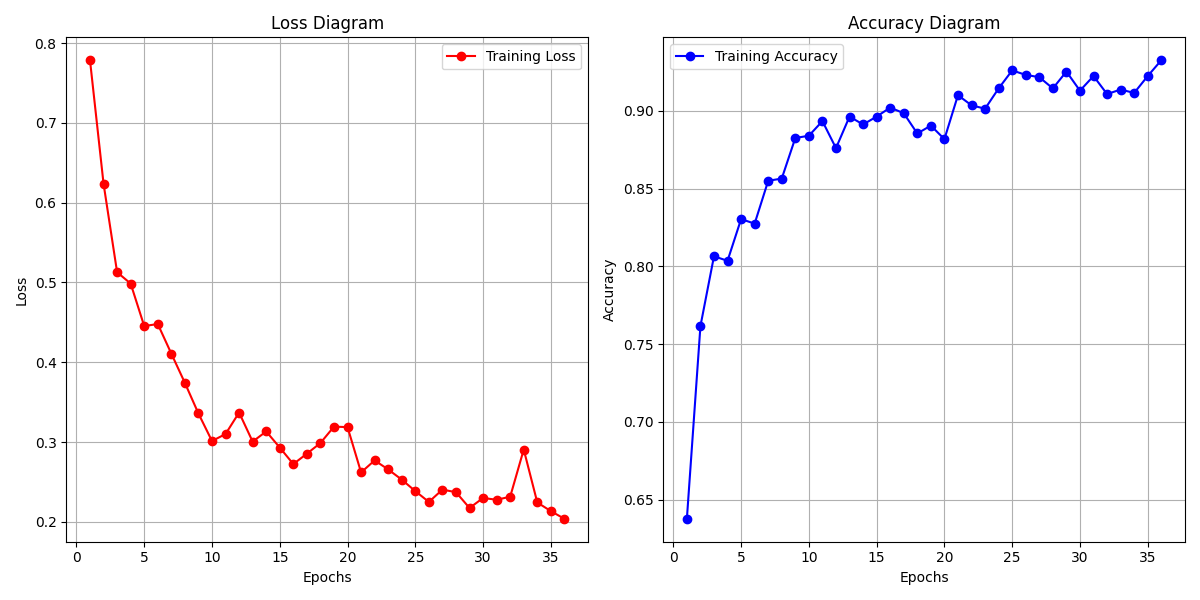 Loss Diagram
Training Loss
0.8
0.7
0.6
0.5
0.4
0.3
0.2
Loss
0 5 10 15 20 25 30 35
Epochs
Accuracy Diagram
Training Accuracy
0.90
0.85
0.80
0.75
0.70
0.65
Accuracy
0 5 10 15 20 25 30 35
Epochs